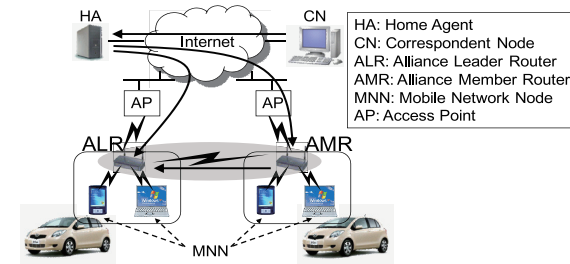 HA
CN
Internet
HA: Home Agent
CN: Correspondent Node
ALR: Alliance Leader Router
AMR: Alliance Member Router
MNN: Mobile Network Node
AP: Access Point
AP
AP
ALR
AMR
MNN